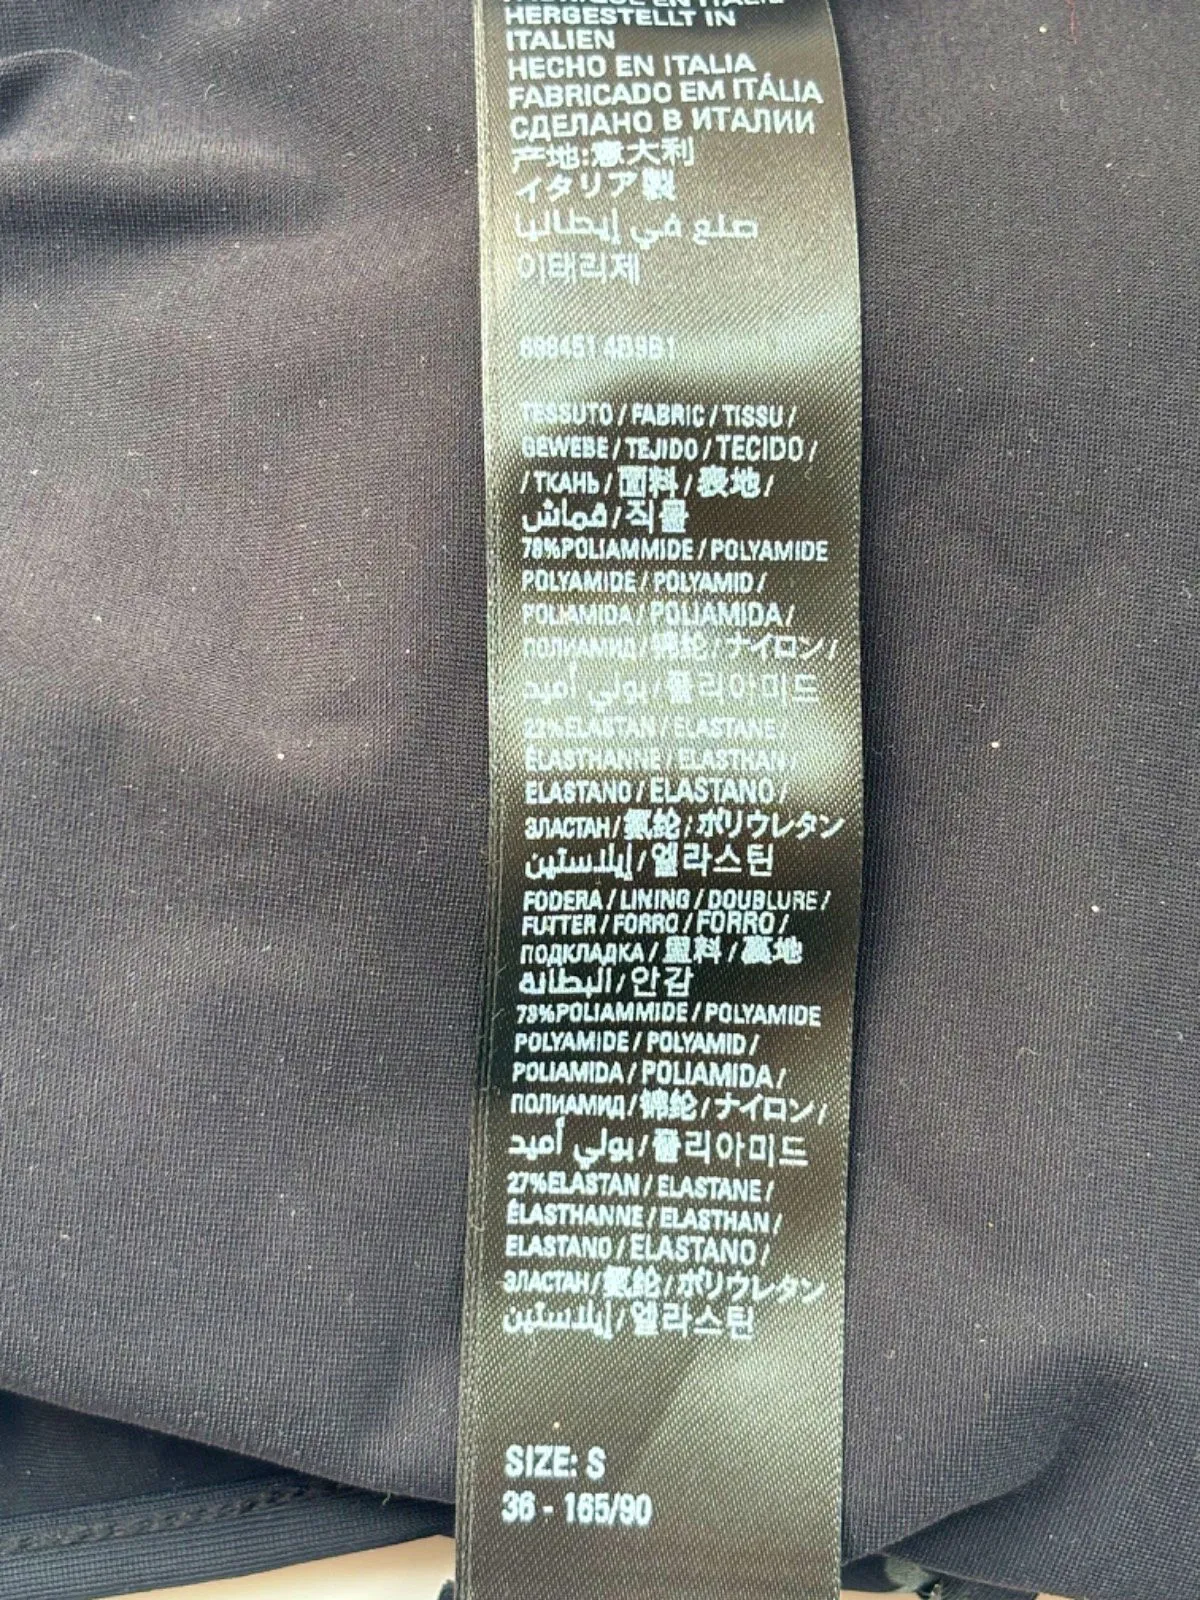 FABRIQUÉ EN ITALIE
HERGESTELLT IN
ITALIEN
HECHO EN ITALIA
FABRICADO EM ITÁLIA
СДЕЛАНО В ИТАЛИИ
产地:意大利
イタリア製
صنع في إيطاليا
이태리제
698451 4B9B1
TESSUTO / FABRIC / TISSU /
GEWEBE / TEJIDO / TECIDO /
/ ТКАНЬ / 面料 / 表地 /
قماش / 직물
78%POLIAMMIDE / POLYAMIDE
POLYAMIDE / POLYAMID /
POLIAMIDA / POLIAMIDA /
ПОЛИАМИД / 锦纶 / ナイロン /
بولي أميد / 폴리아미드
22%ELASTAN / ELASTANE /
ÉLASTHANNE / ELASTHAN /
ELASTANO / ELASTANO /
ЭЛАСТАН / 氨纶 / ポリウレタン
إيلاستين / 엘라스틴
FODERA / LINING / DOUBLURE /
FUTTER / FORRO / FORRO /
ПОДКЛАДКА / 里料 / 裏地
البطانة / 안감
73%POLIAMMIDE / POLYAMIDE
POLYAMIDE / POLYAMID /
POLIAMIDA / POLIAMIDA /
ПОЛИАМИД / 锦纶 / ナイロン /
بولي أميد / 폴리아미드
27%ELASTAN / ELASTANE /
ÉLASTHANNE / ELASTHAN /
ELASTANO / ELASTANO /
ЭЛАСТАН / 氨纶 / ポリウレタン
إيلاستين / 엘라스틴
SIZE: S
36 - 165/90